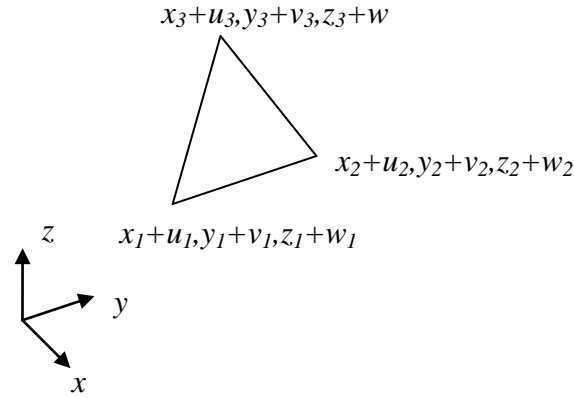 x₃+u₃,y₃+v₃,z₃+w
x₂+u₂,y₂+v₂,z₂+w₂
x₁+u₁,y₁+v₁,z₁+w₁
z
y
x